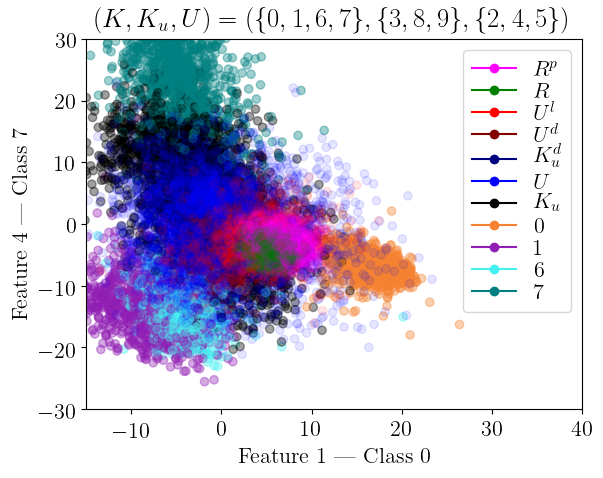 (K, K_u, U) = ({0, 1, 6, 7}, {3, 8, 9}, {2, 4, 5})
30
20
10
0
−10
−20
−30
Feature 4 — Class 7
−10
0
10
20
30
40
Feature 1 — Class 0
R^p
R
U^l
U^d
K_u^d
U
K_u
0
1
6
7